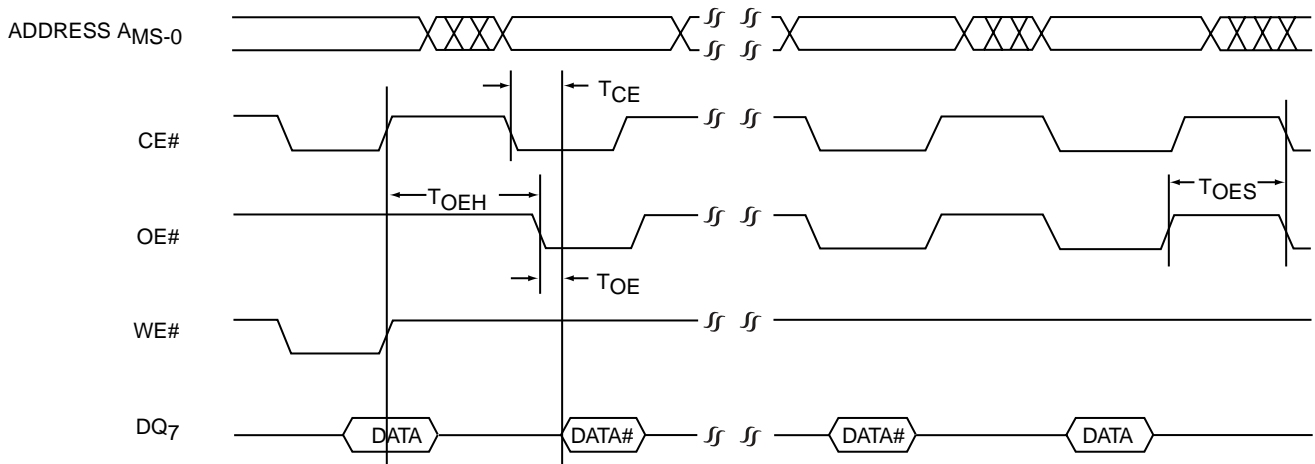 ADDRESS AMS-0
TCE
CE#
TOEH
TOES
OE#
TOE
WE#
DQ7
DATA
DATA#
DATA#
DATA